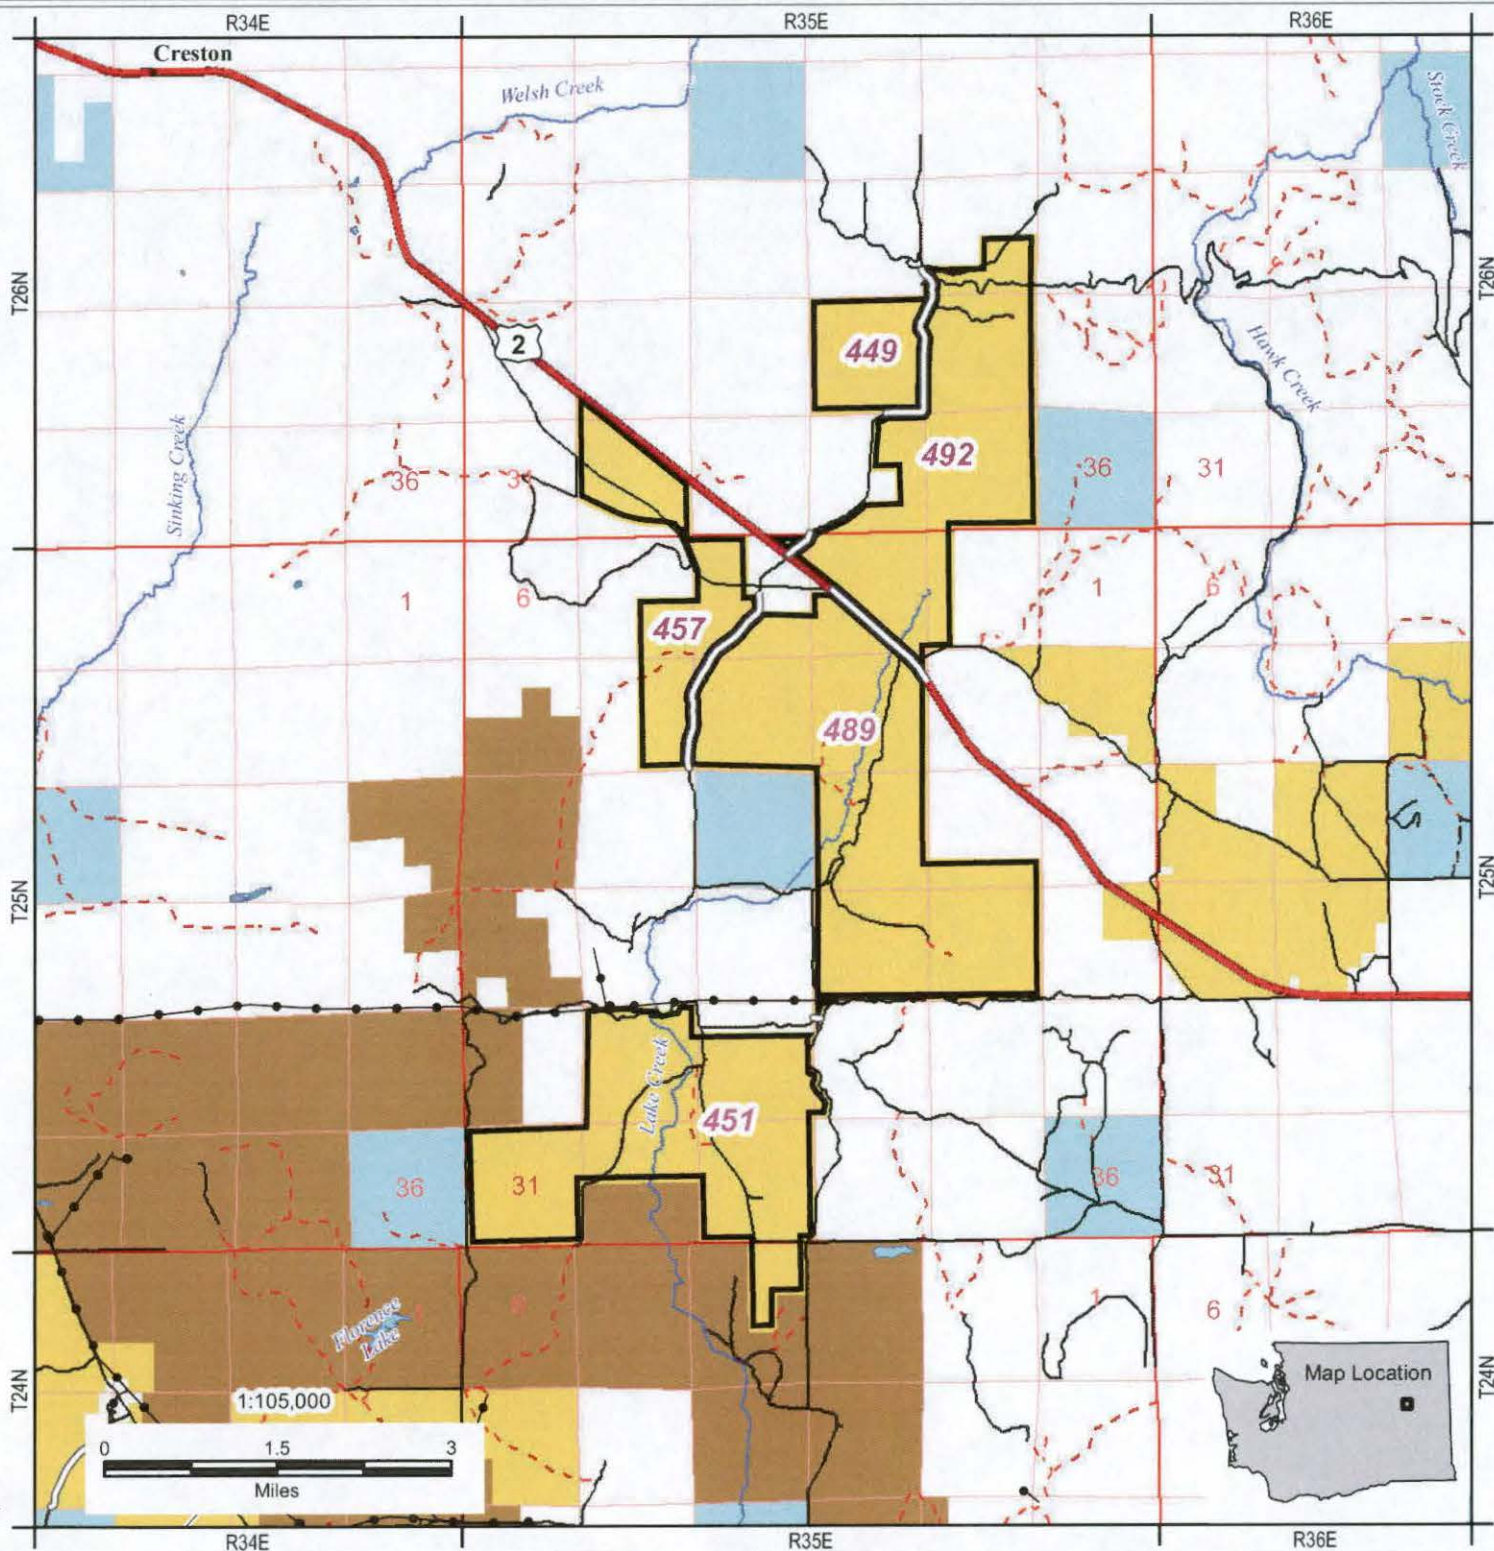 R34E R35E R36E
Creston
Welsh Creek
Stock Creek
T26N
T26N
2
449
Hawk Creek
Sinking Creek
492
36
31
36
31
1
6
1
6
457
489
T25N
T25N
Lake Creek
451
36
31
36
31
6
1
6
Florence
Lake
T24N
T24N
1:105,000
0 1.5 3
Miles
Map Location
R34E R35E R36E